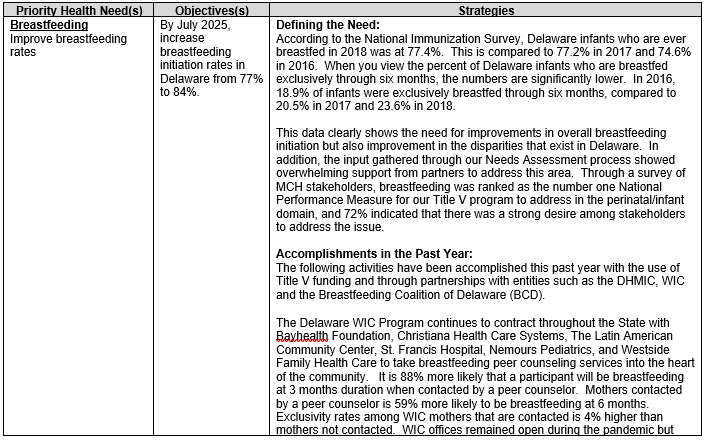 Priority Health Need(s)
Objectives(s)
Strategies
Breastfeeding
Improve breastfeeding
rates
By July 2025,
increase
breastfeeding
initiation rates in
Delaware from 77%
to 84%.
Defining the Need:
According to the National Immunization Survey, Delaware infants who are ever
breastfed in 2018 was at 77.4%.  This is compared to 77.2% in 2017 and 74.6%
in 2016.  When you view the percent of Delaware infants who are breastfed
exclusively through six months, the numbers are significantly lower.  In 2016,
18.9% of infants were exclusively breastfed through six months, compared to
20.5% in 2017 and 23.6% in 2018.
This data clearly shows the need for improvements in overall breastfeeding
initiation but also improvement in the disparities that exist in Delaware.  In
addition, the input gathered through our Needs Assessment process showed
overwhelming support from partners to address this area.  Through a survey of
MCH stakeholders, breastfeeding was ranked as the number one National
Performance Measure for our Title V program to address in the perinatal/infant
domain, and 72% indicated that there was a strong desire among stakeholders
to address the issue.
Accomplishments in the Past Year:
The following activities have been accomplished this past year with the use of
Title V funding and through partnerships with entities such as the DHMIC, WIC
and the Breastfeeding Coalition of Delaware (BCD).
The Delaware WIC Program continues to contract throughout the State with
Bayhealth Foundation, Christiana Health Care Systems, The Latin American
Community Center, St. Francis Hospital, Nemours Pediatrics, and Westside
Family Health Care to take breastfeeding peer counseling services into the heart
of the community.   It is 88% more likely that a participant will be breastfeeding
at 3 months duration when contacted by a peer counselor.  Mothers contacted
by a peer counselor is 59% more likely to be breastfeeding at 6 months.
Exclusivity rates among WIC mothers that are contacted is 4% higher than
mothers not contacted.  WIC offices remained open during the pandemic but